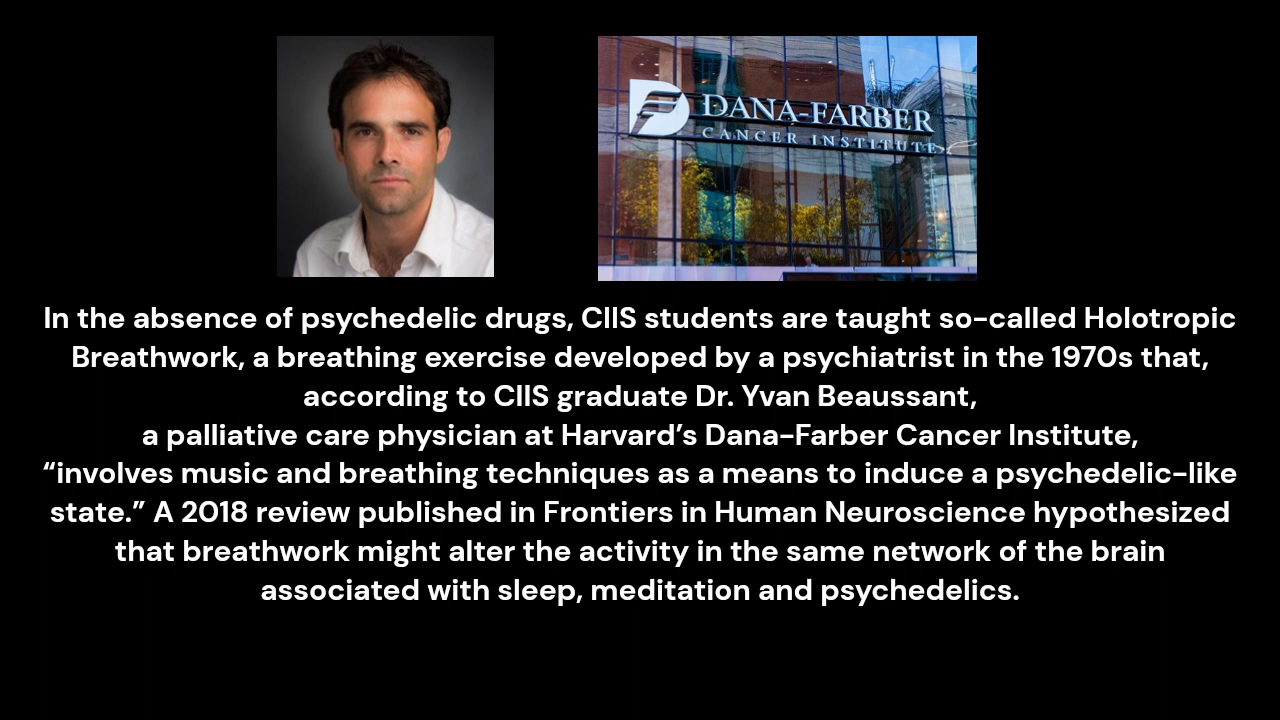 DANA-FARBER
CANCER INSTITUTE
In the absence of psychedelic drugs, CIIS students are taught so-called Holotropic
Breathwork, a breathing exercise developed by a psychiatrist in the 1970s that,
according to CIIS graduate Dr. Yvan Beaussant,
a palliative care physician at Harvard’s Dana-Farber Cancer Institute,
“involves music and breathing techniques as a means to induce a psychedelic-like
state.” A 2018 review published in Frontiers in Human Neuroscience hypothesized
that breathwork might alter the activity in the same network of the brain
associated with sleep, meditation and psychedelics.